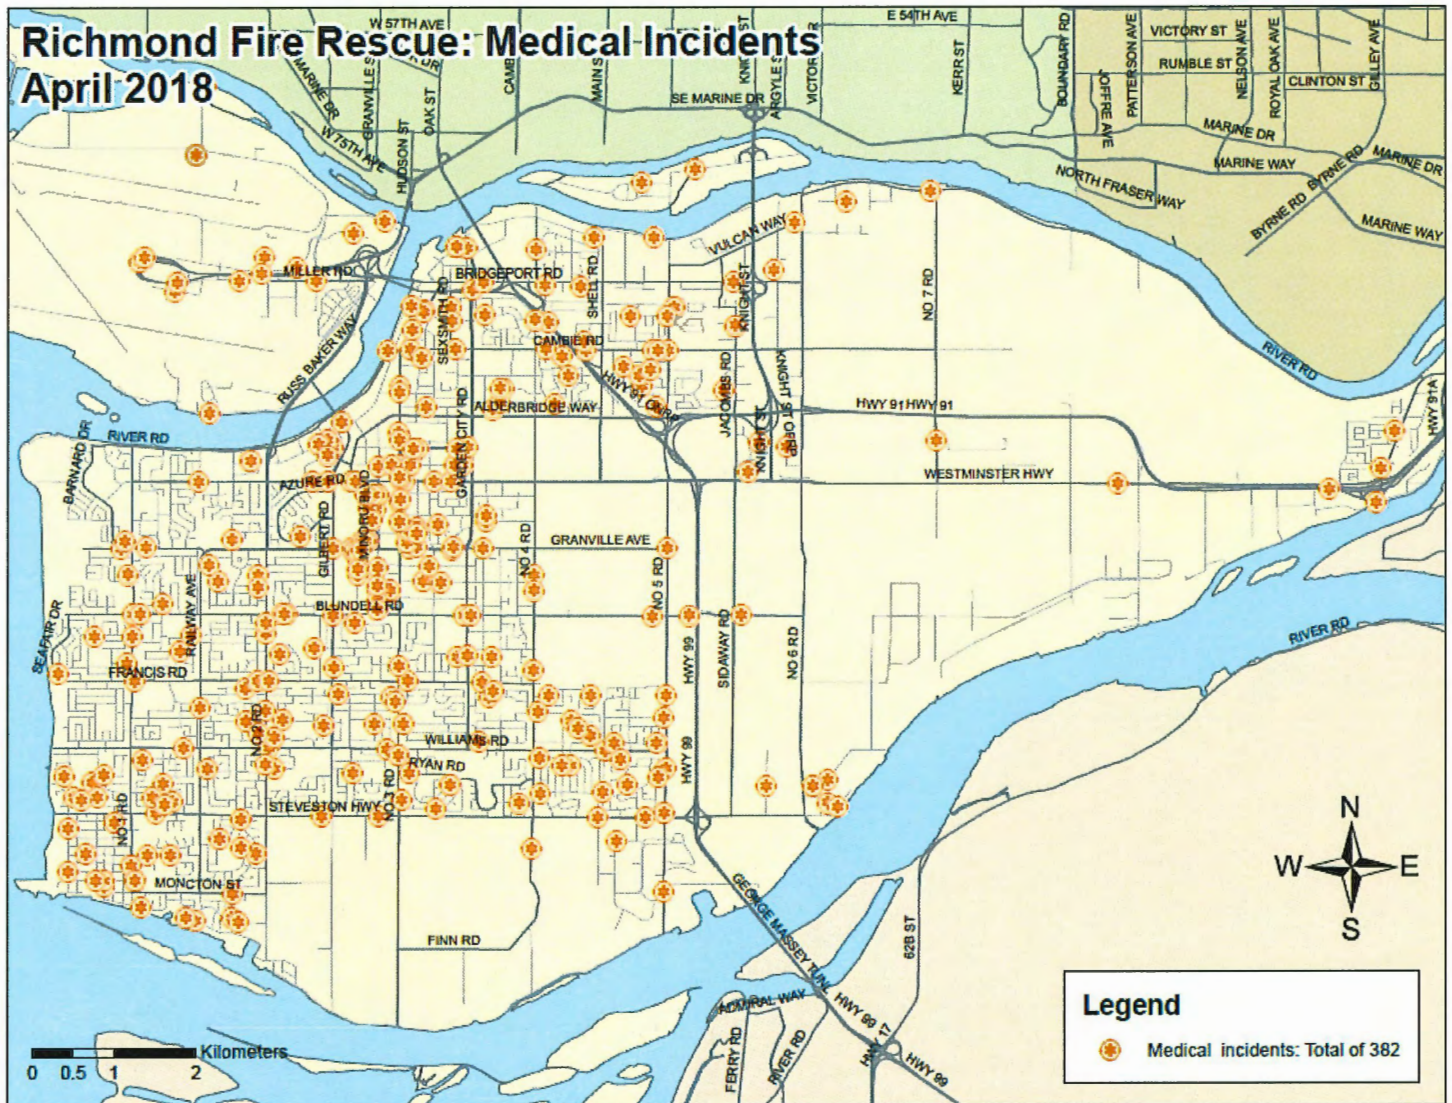 Richmond Fire Rescue: Medical Incidents
April 2018
W 57TH AVE
E 54TH AVE
VICTORY ST
RUMBLE ST
CLINTON ST
BOUNDARY RD
PATTERSON AVE
JOFFRE AVE
NELSON AVE
ROYAL OAK AVE
GILLEY AVE
KERR ST
ARGYLE S
MAIN S
OAK ST
HUDSON ST
MARINE DR
W 75TH AVE
SE MARINE DR
MARINE DR
MARINE WAY
MARINE DR
NORTH FRASER WAY
BYRNE RD
BYRNE RD
MARINE WAY
VULCAN WAY
MILLER RD
BRIDGEPORT RD
SHELL RD
KNIGHT ST
NO 7 RD
SEXSMITH RD
CAMBIE RD
RUSS BAKER WAY
RIVER RD
HWY 91A
HWY 91
JACOMBS RD
KNIGHT ST OFRP
KNIGHT ST
ALDERBRIDGE WAY
HWY 91
HWY 91
RIVER RD
BARNARD DR
GARDEN CITY RD
WESTMINSTER HWY
AZURE RD
MINORU BLVD
GILBERT RD
NO 4 RD
GRANVILLE AVE
NO 5 RD
BLUNDELL RD
RAILWAY AVE
SEAFAIR DR
FRANCIS RD
HWY 99
SIDAWAY RD
NO 6 RD
RIVER RD
NO 2 RD
WILLIAMS RD
RYAN RD
HWY 99
NO 3 RD
STEVESTON HWY
NO 1 RD
MONCTON ST
FINN RD
GEORGE MASSEY TUNL
62B ST
ADMIRAL WAY
HWY 99
HWY 17
HWY 99
FERRY RD
RIVER RD
N
W
E
S
Legend
Medical incidents: Total of 382
Kilometers
0 0.5 1 2